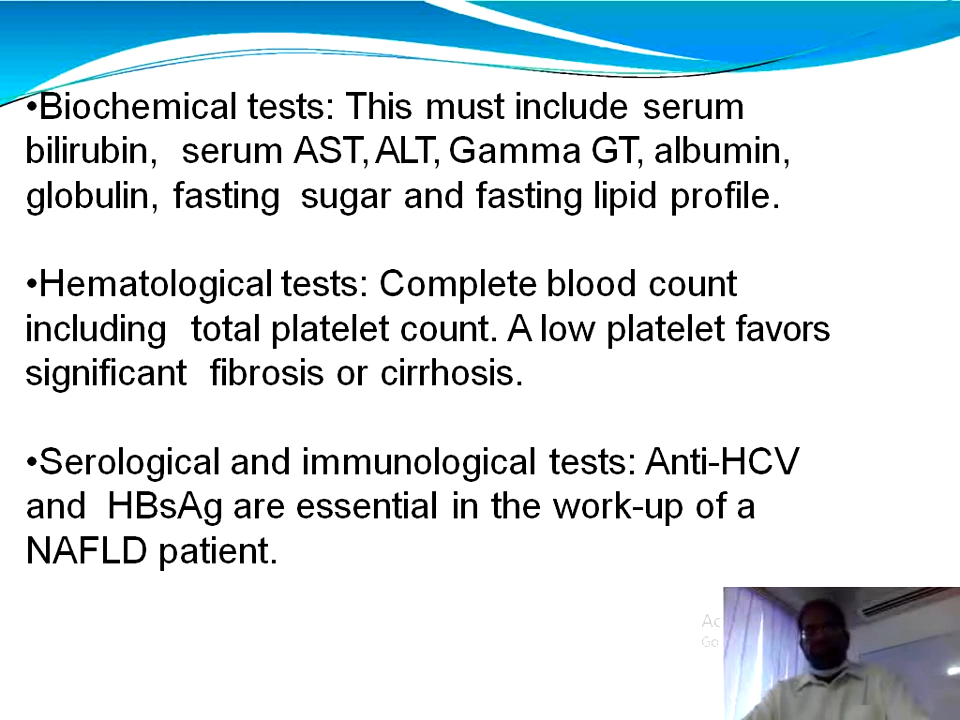 •Biochemical tests: This must include serum
bilirubin, serum AST, ALT, Gamma GT, albumin,
globulin, fasting sugar and fasting lipid profile.
•Hematological tests: Complete blood count
including total platelet count. A low platelet favors
significant fibrosis or cirrhosis.
•Serological and immunological tests: Anti-HCV
and HBsAg are essential in the work-up of a
NAFLD patient.
Ac
Go